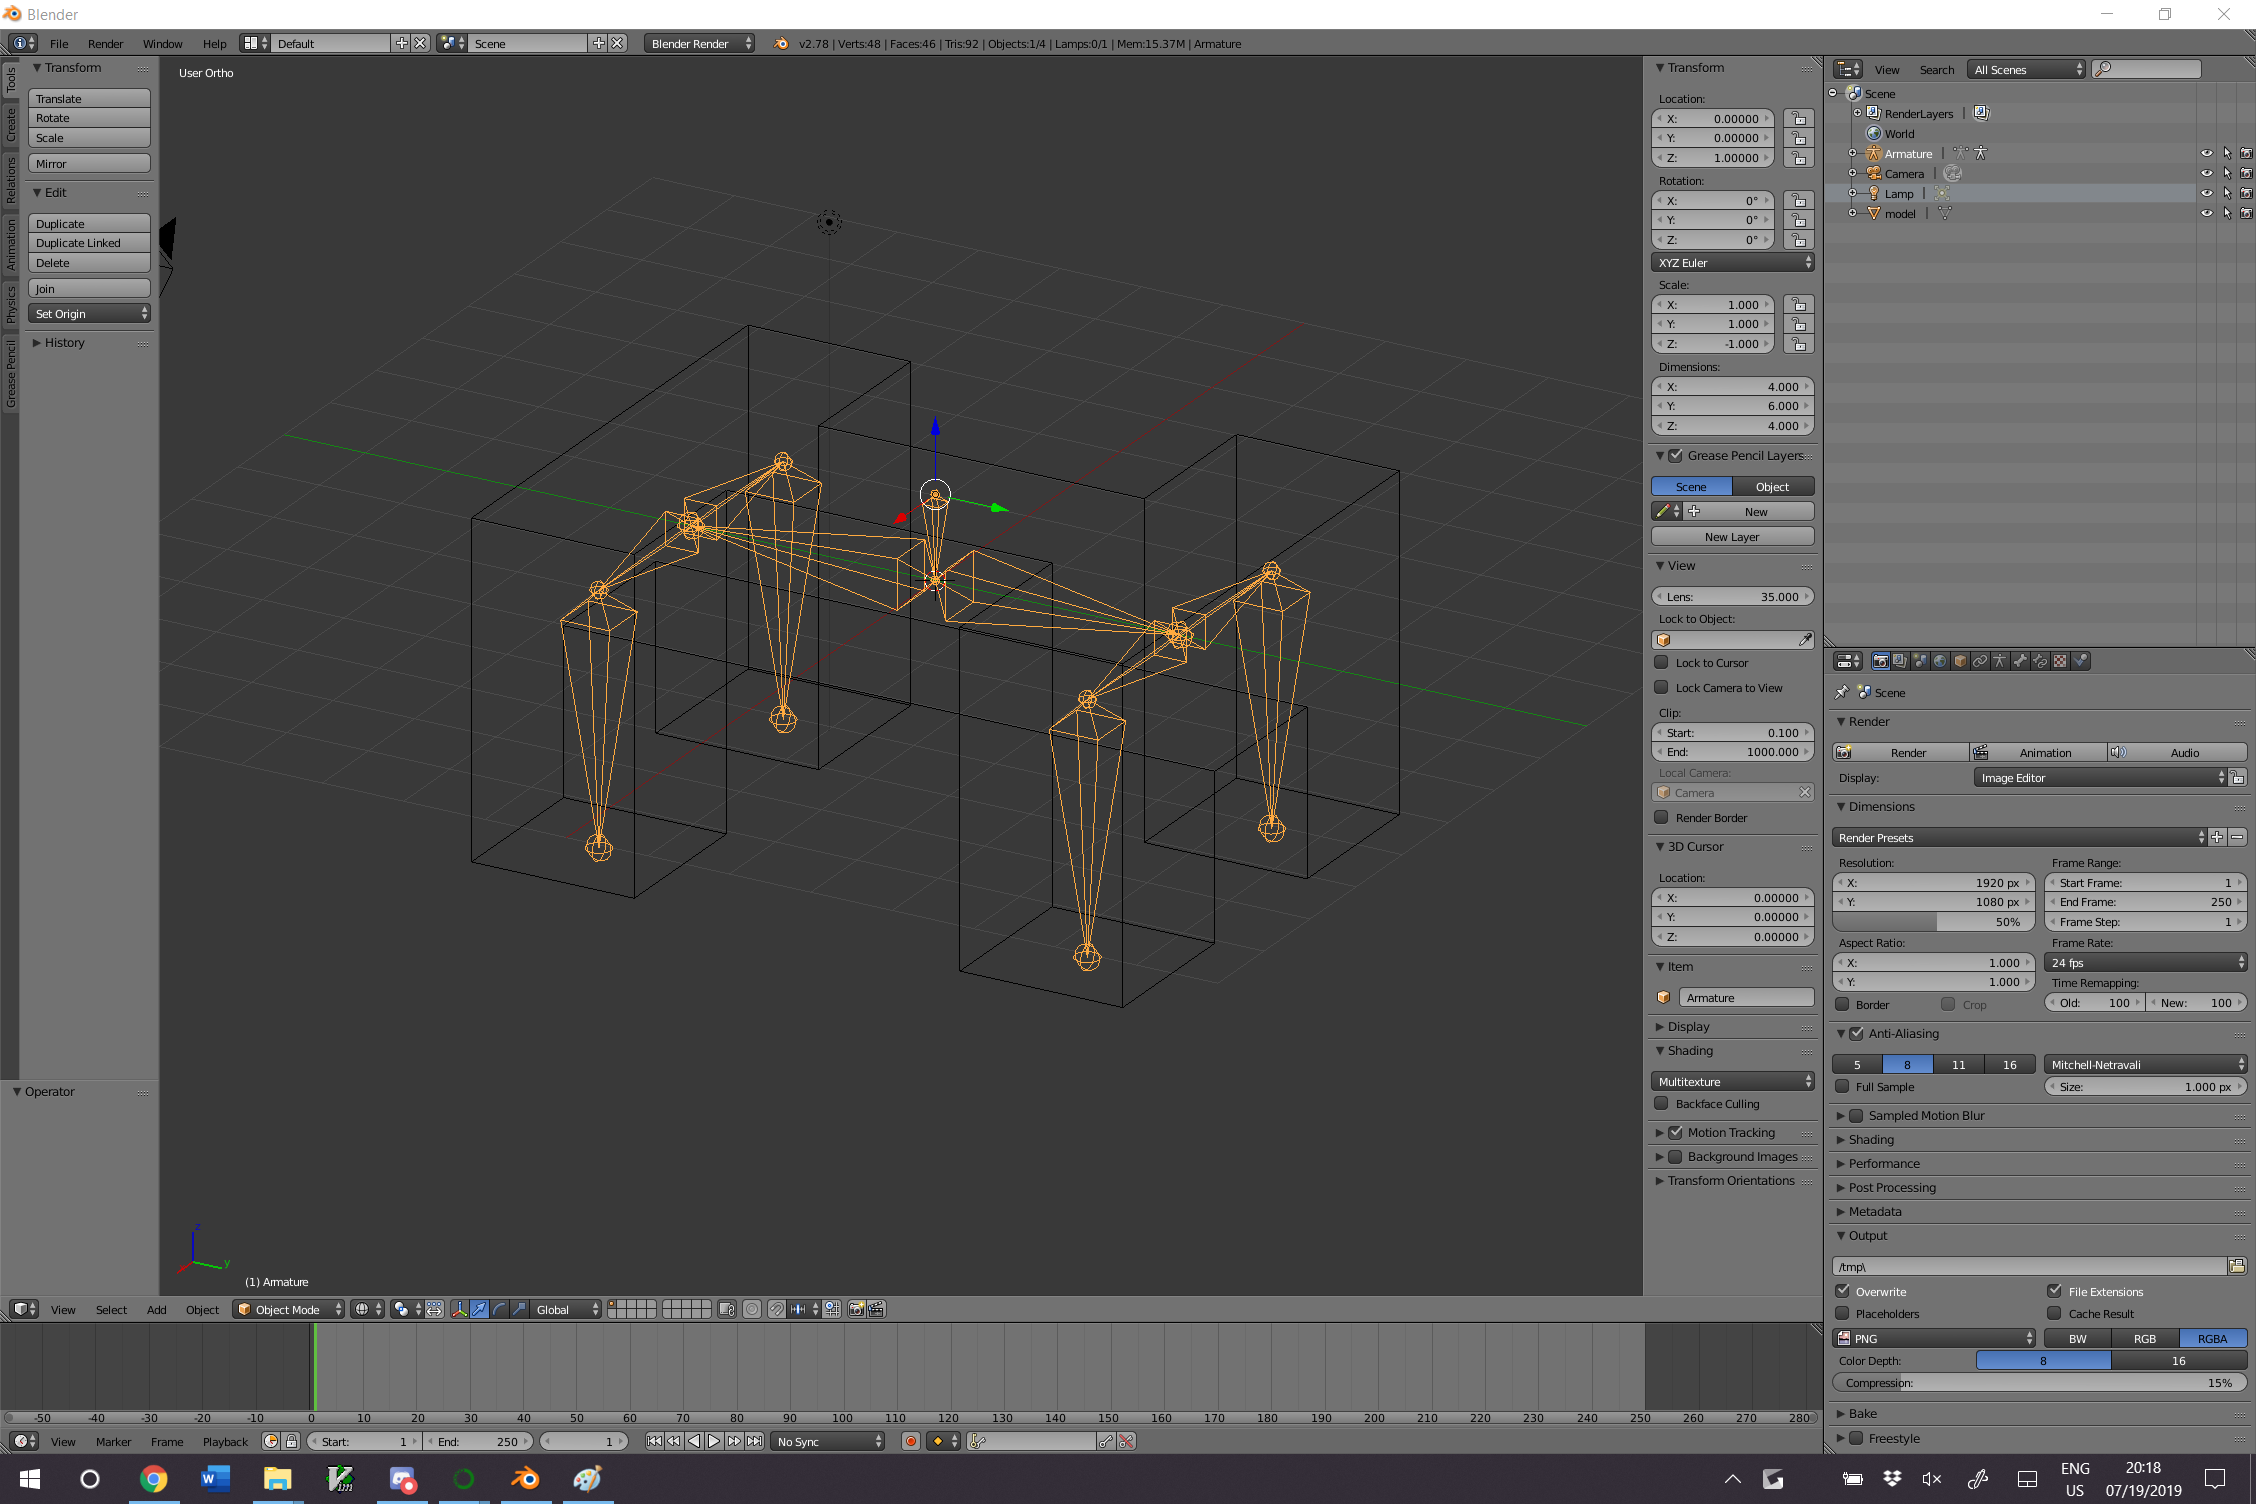 Blender
File Render Window Help Default Scene Blender Render v2.78 | Verts:48 | Faces:46 | Tris:92 | Objects:1/4 | Lamps:0/1 | Mem:15.37M | Armature
Tools
Create
Relations
Animation
Physics
Grease Pencil
Transform
Translate
Rotate
Scale
Mirror
Edit
Duplicate
Duplicate Linked
Delete
Join
Set Origin
History
Operator
User Ortho
z
y
(1) Armature
Transform
Location:
X: 0.00000
Y: 0.00000
Z: 1.00000
Rotation:
X: 0°
Y: 0°
Z: 0°
XYZ Euler
Scale:
X: 1.000
Y: 1.000
Z: -1.000
Dimensions:
X: 4.000
Y: 6.000
Z: 4.000
Grease Pencil Layers
Scene Object
New
New Layer
View
Lens: 35.000
Lock to Object:
Lock to Cursor
Lock Camera to View
Clip:
Start: 0.100
End: 1000.000
Local Camera:
Camera
Render Border
3D Cursor
Location:
X: 0.00000
Y: 0.00000
Z: 0.00000
Item
Armature
Display
Shading
Multitexture
Backface Culling
Motion Tracking
Background Images
Transform Orientations
View Search All Scenes
Scene
RenderLayers
World
Armature
Camera
Lamp
model
Scene
Render
Render Animation Audio
Display: Image Editor
Dimensions
Render Presets
Resolution: Frame Range:
X: 1920 px Start Frame: 1
Y: 1080 px End Frame: 250
50% Frame Step: 1
Aspect Ratio: Frame Rate:
X: 1.000 24 fps
Y: 1.000 Time Remapping:
Border Crop Old: 100 New: 100
Anti-Aliasing
5 8 11 16 Mitchell-Netravali
Full Sample Size: 1.000 px
Sampled Motion Blur
Shading
Performance
Post Processing
Metadata
Output
/tmp\
Overwrite File Extensions
Placeholders Cache Result
PNG BW RGB RGBA
Color Depth: 8 16
Compression: 15%
Bake
Freestyle
View Select Add Object Object Mode Global
-50 -40 -30 -20 -10 0 10 20 30 40 50 60 70 80 90 100 110 120 130 140 150 160 170 180 190 200 210 220 230 240 250 260 270 280
View Marker Frame Playback Start: 1 End: 250 1 No Sync
ENG
US
20:18
07/19/2019